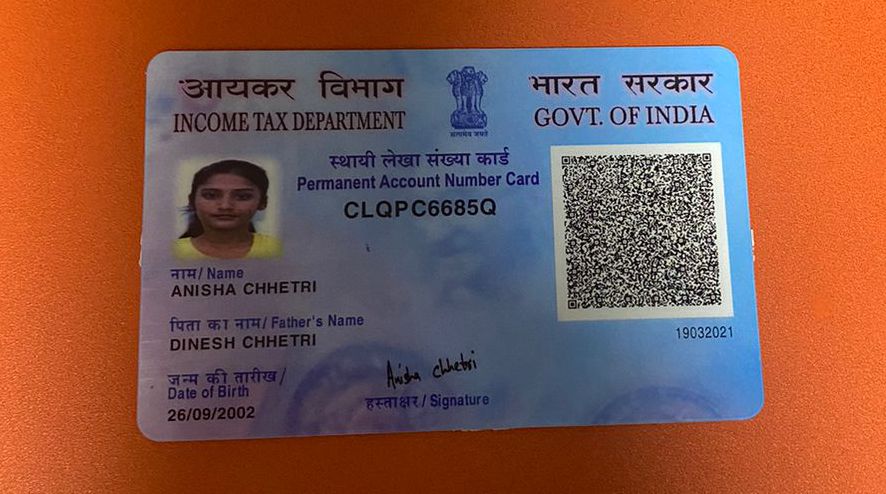 आयकर विभाग
INCOME TAX DEPARTMENT
सत्यमेव जयते
भारत सरकार
GOVT. OF INDIA
स्थायी लेखा संख्या कार्ड
Permanent Account Number Card
CLQPC6685Q
नाम / Name
ANISHA CHHETRI
पिता का नाम / Father's Name
DINESH CHHETRI
जन्म की तारीख /
Date of Birth
26/09/2002
Anisha Chhetri
हस्ताक्षर / Signature
19032021